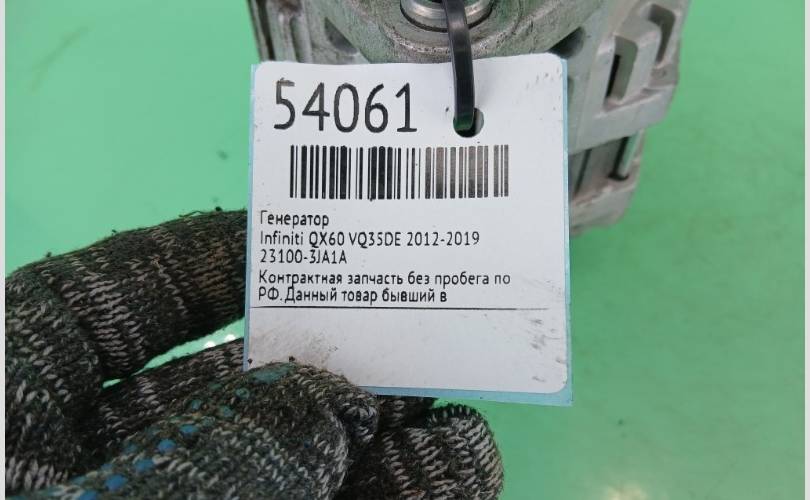 54061
Генератор
Infiniti QX60 VQ35DE 2012-2019
23100-3JA1A
Контрактная запчасть без пробега по
РФ. Данный товар бывший в